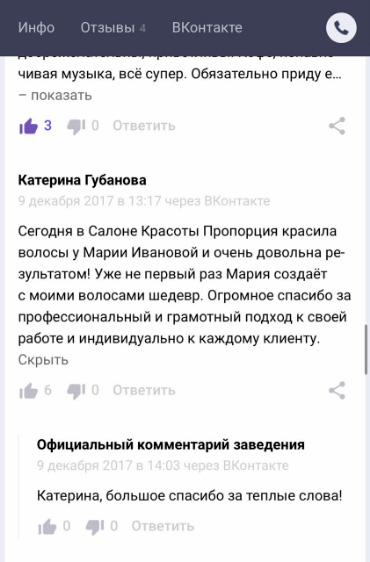 Инфо Отзывы 4 ВКонтакте
чивая музыка, всё супер. Обязательно приду е...
– показать
3 0 Ответить
Катерина Губанова
9 декабря 2017 в 13:17 через ВКонтакте
Сегодня в Салоне Красоты Пропорция красила
волосы у Марии Ивановой и очень довольна ре-
зультатом! Уже не первый раз Мария создаёт
с моими волосами шедевр. Огромное спасибо за
профессиональный и грамотный подход к своей
работе и индивидуально к каждому клиенту.
Скрыть
6 0 Ответить
Официальный комментарий заведения
9 декабря 2017 в 14:03 через ВКонтакте
Катерина, большое спасибо за теплые слова!
0 0 Ответить